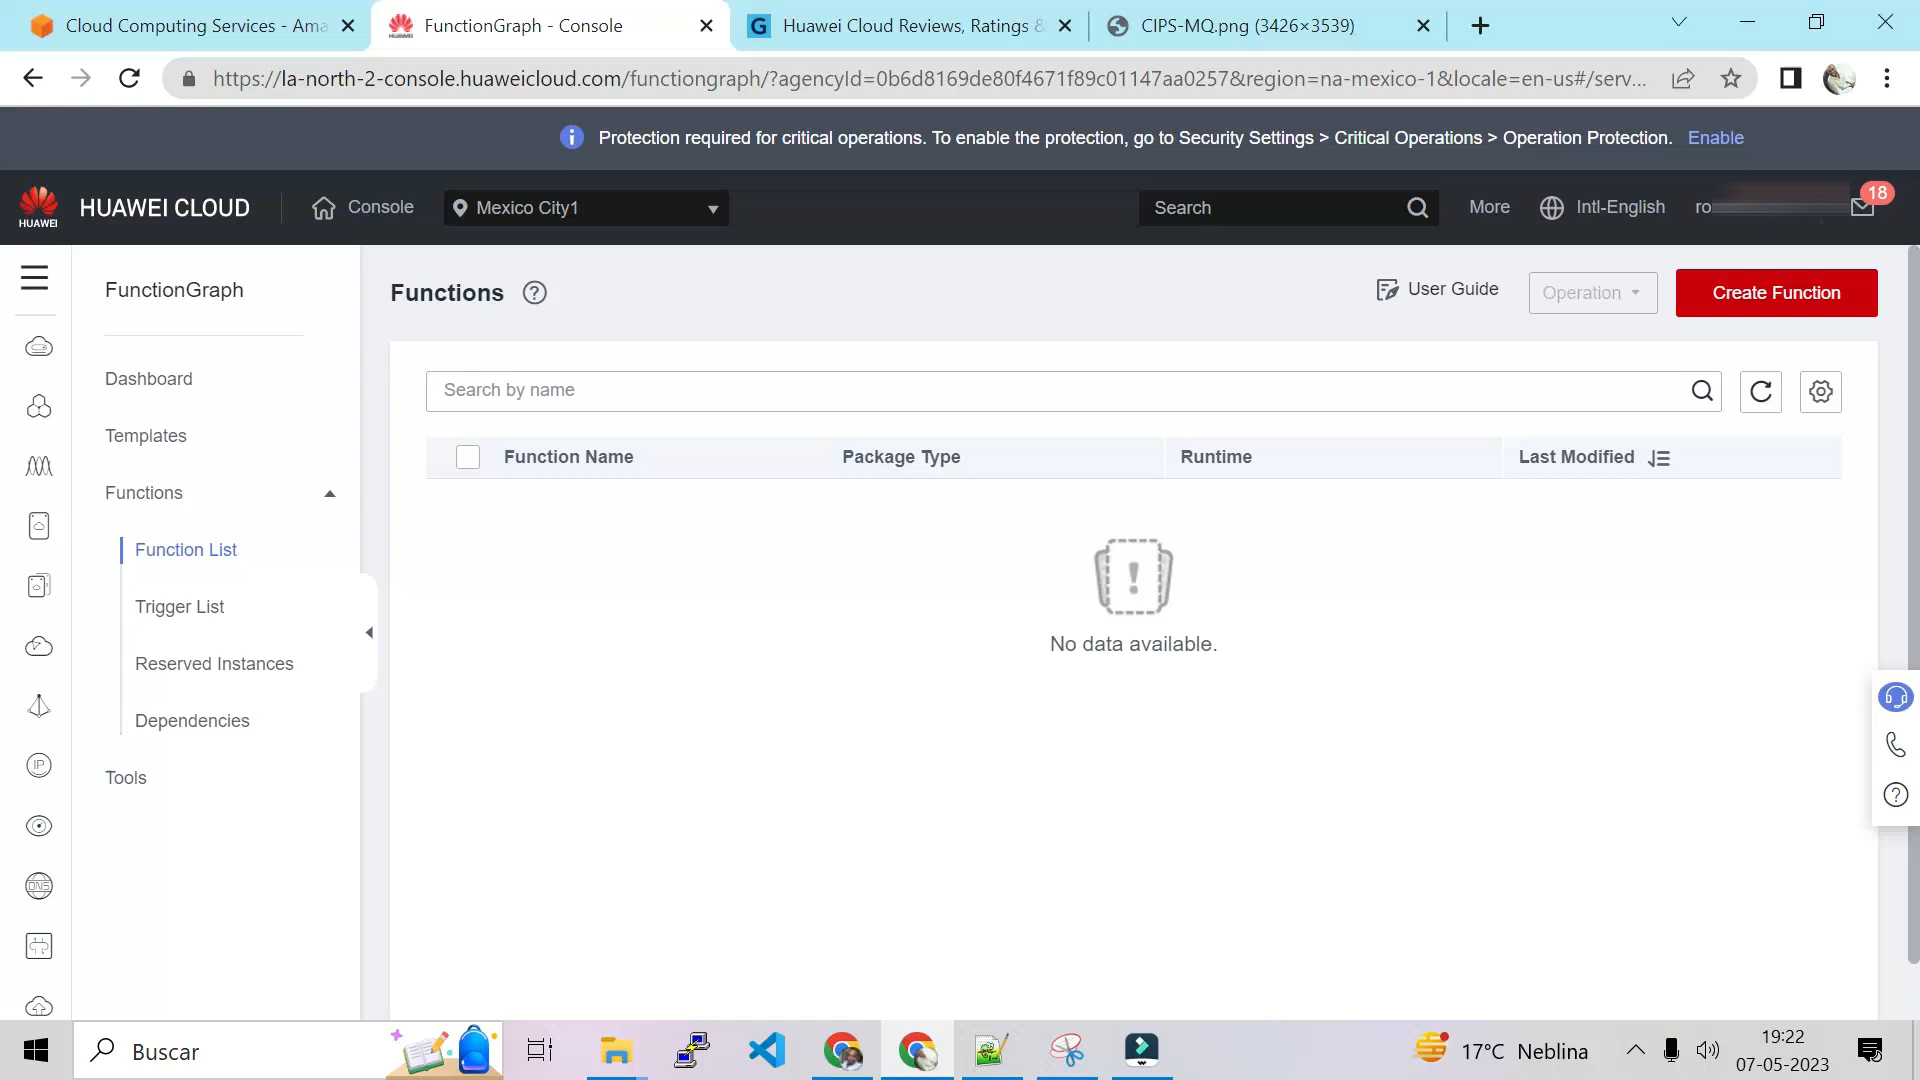 Cloud Computing Services - Ama
FunctionGraph - Console
Huawei Cloud Reviews, Ratings &
CIPS-MQ.png (3426×3539)
https://la-north-2-console.huaweicloud.com/functiongraph/?agencyId=0b6d8169de80f4671f89c01147aa0257&region=na-mexico-1&locale=en-us#/serv...
Protection required for critical operations. To enable the protection, go to Security Settings > Critical Operations > Operation Protection. Enable
HUAWEI
HUAWEI CLOUD
Console
Mexico City1
Search
More
Intl-English
ro
18
FunctionGraph
Dashboard
Templates
Functions
Function List
Trigger List
Reserved Instances
Dependencies
Tools
IP
DNS
Functions
User Guide
Operation
Create Function
Search by name
Function Name
Package Type
Runtime
Last Modified
No data available.
Buscar
17°C Neblina
19:22
07-05-2023